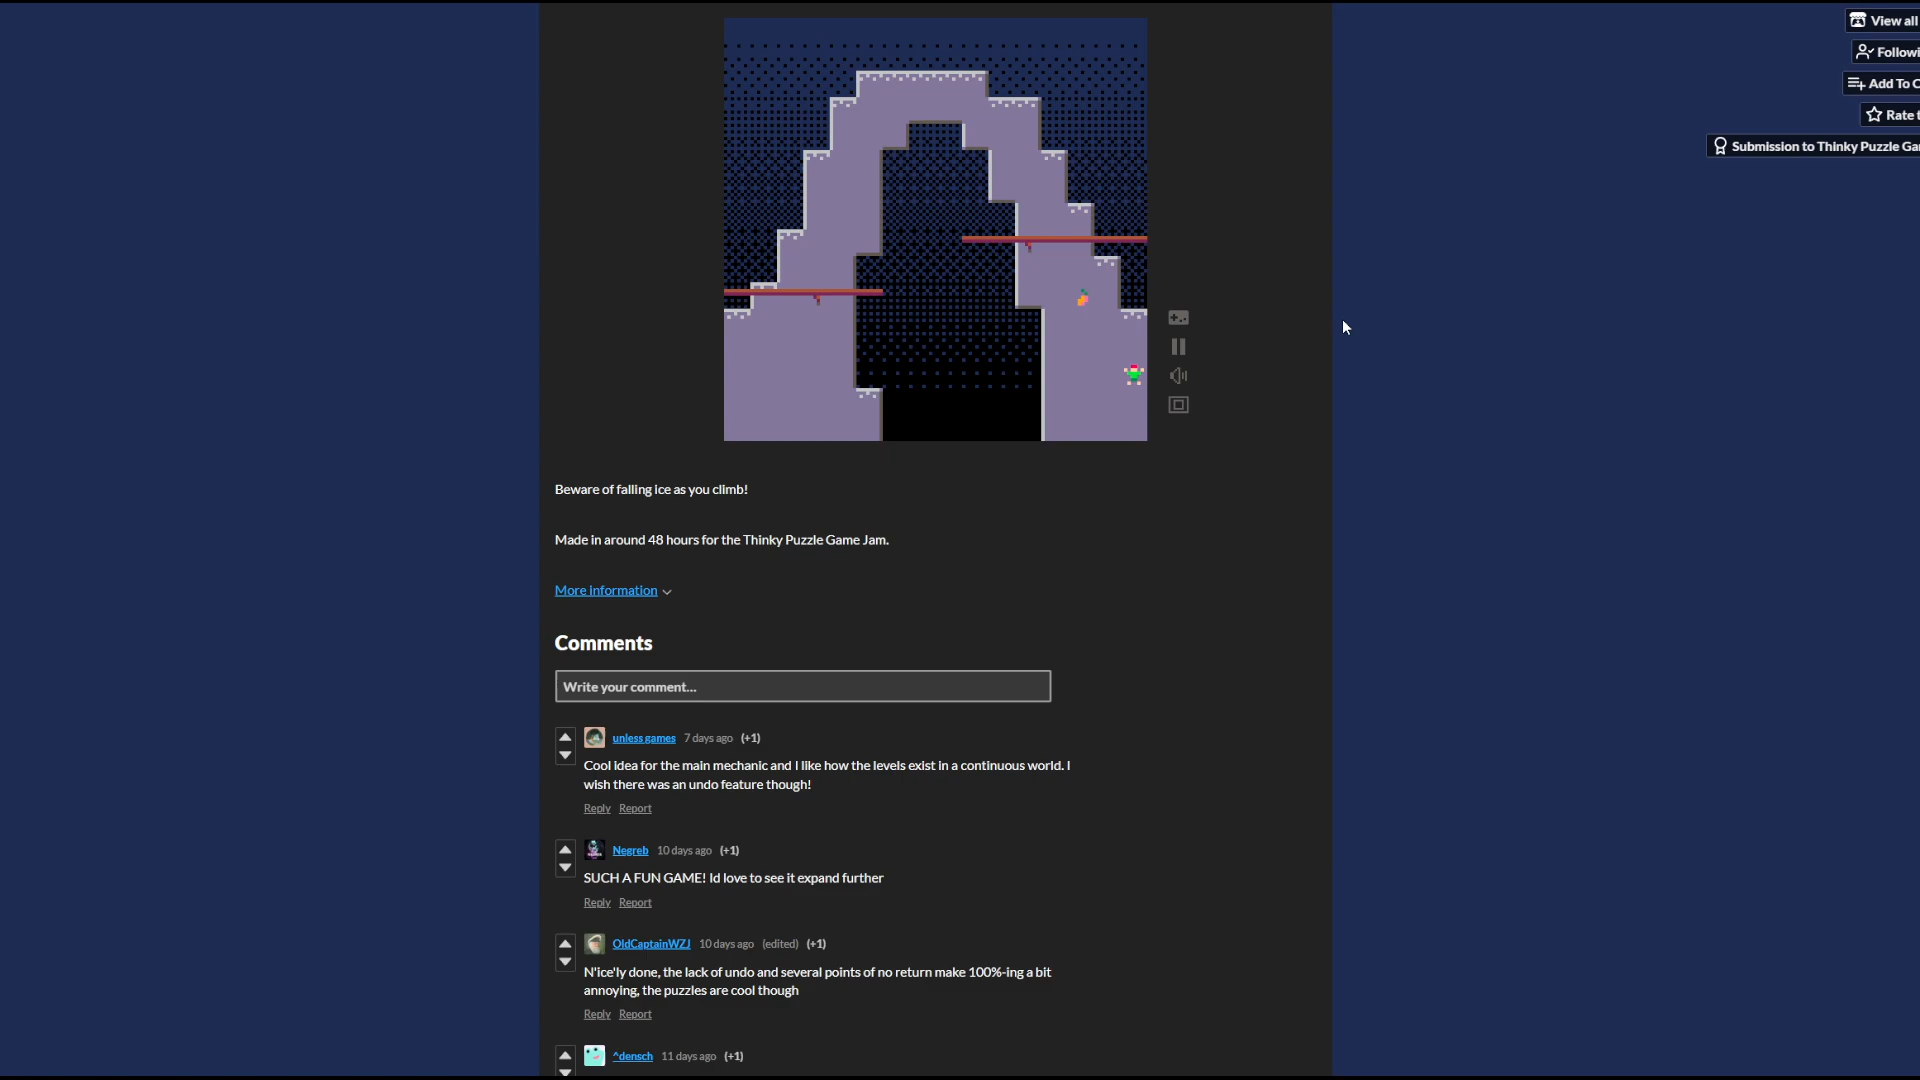 View all
Followi
Add To C
Rate t
Submission to Thinky Puzzle Ga
Beware of falling ice as you climb!
Made in around 48 hours for the Thinky Puzzle Game Jam.
More information
Comments
Write your comment...
unless games 7 days ago (+1)
Cool idea for the main mechanic and I like how the levels exist in a continuous world. I
wish there was an undo feature though!
Reply Report
Negreb 10 days ago (+1)
SUCH A FUN GAME! Id love to see it expand further
Reply Report
OldCaptainWZJ 10 days ago (edited) (+1)
N'ice'ly done, the lack of undo and several points of no return make 100%-ing a bit
annoying, the puzzles are cool though
Reply Report
^densch 11 days ago (+1)